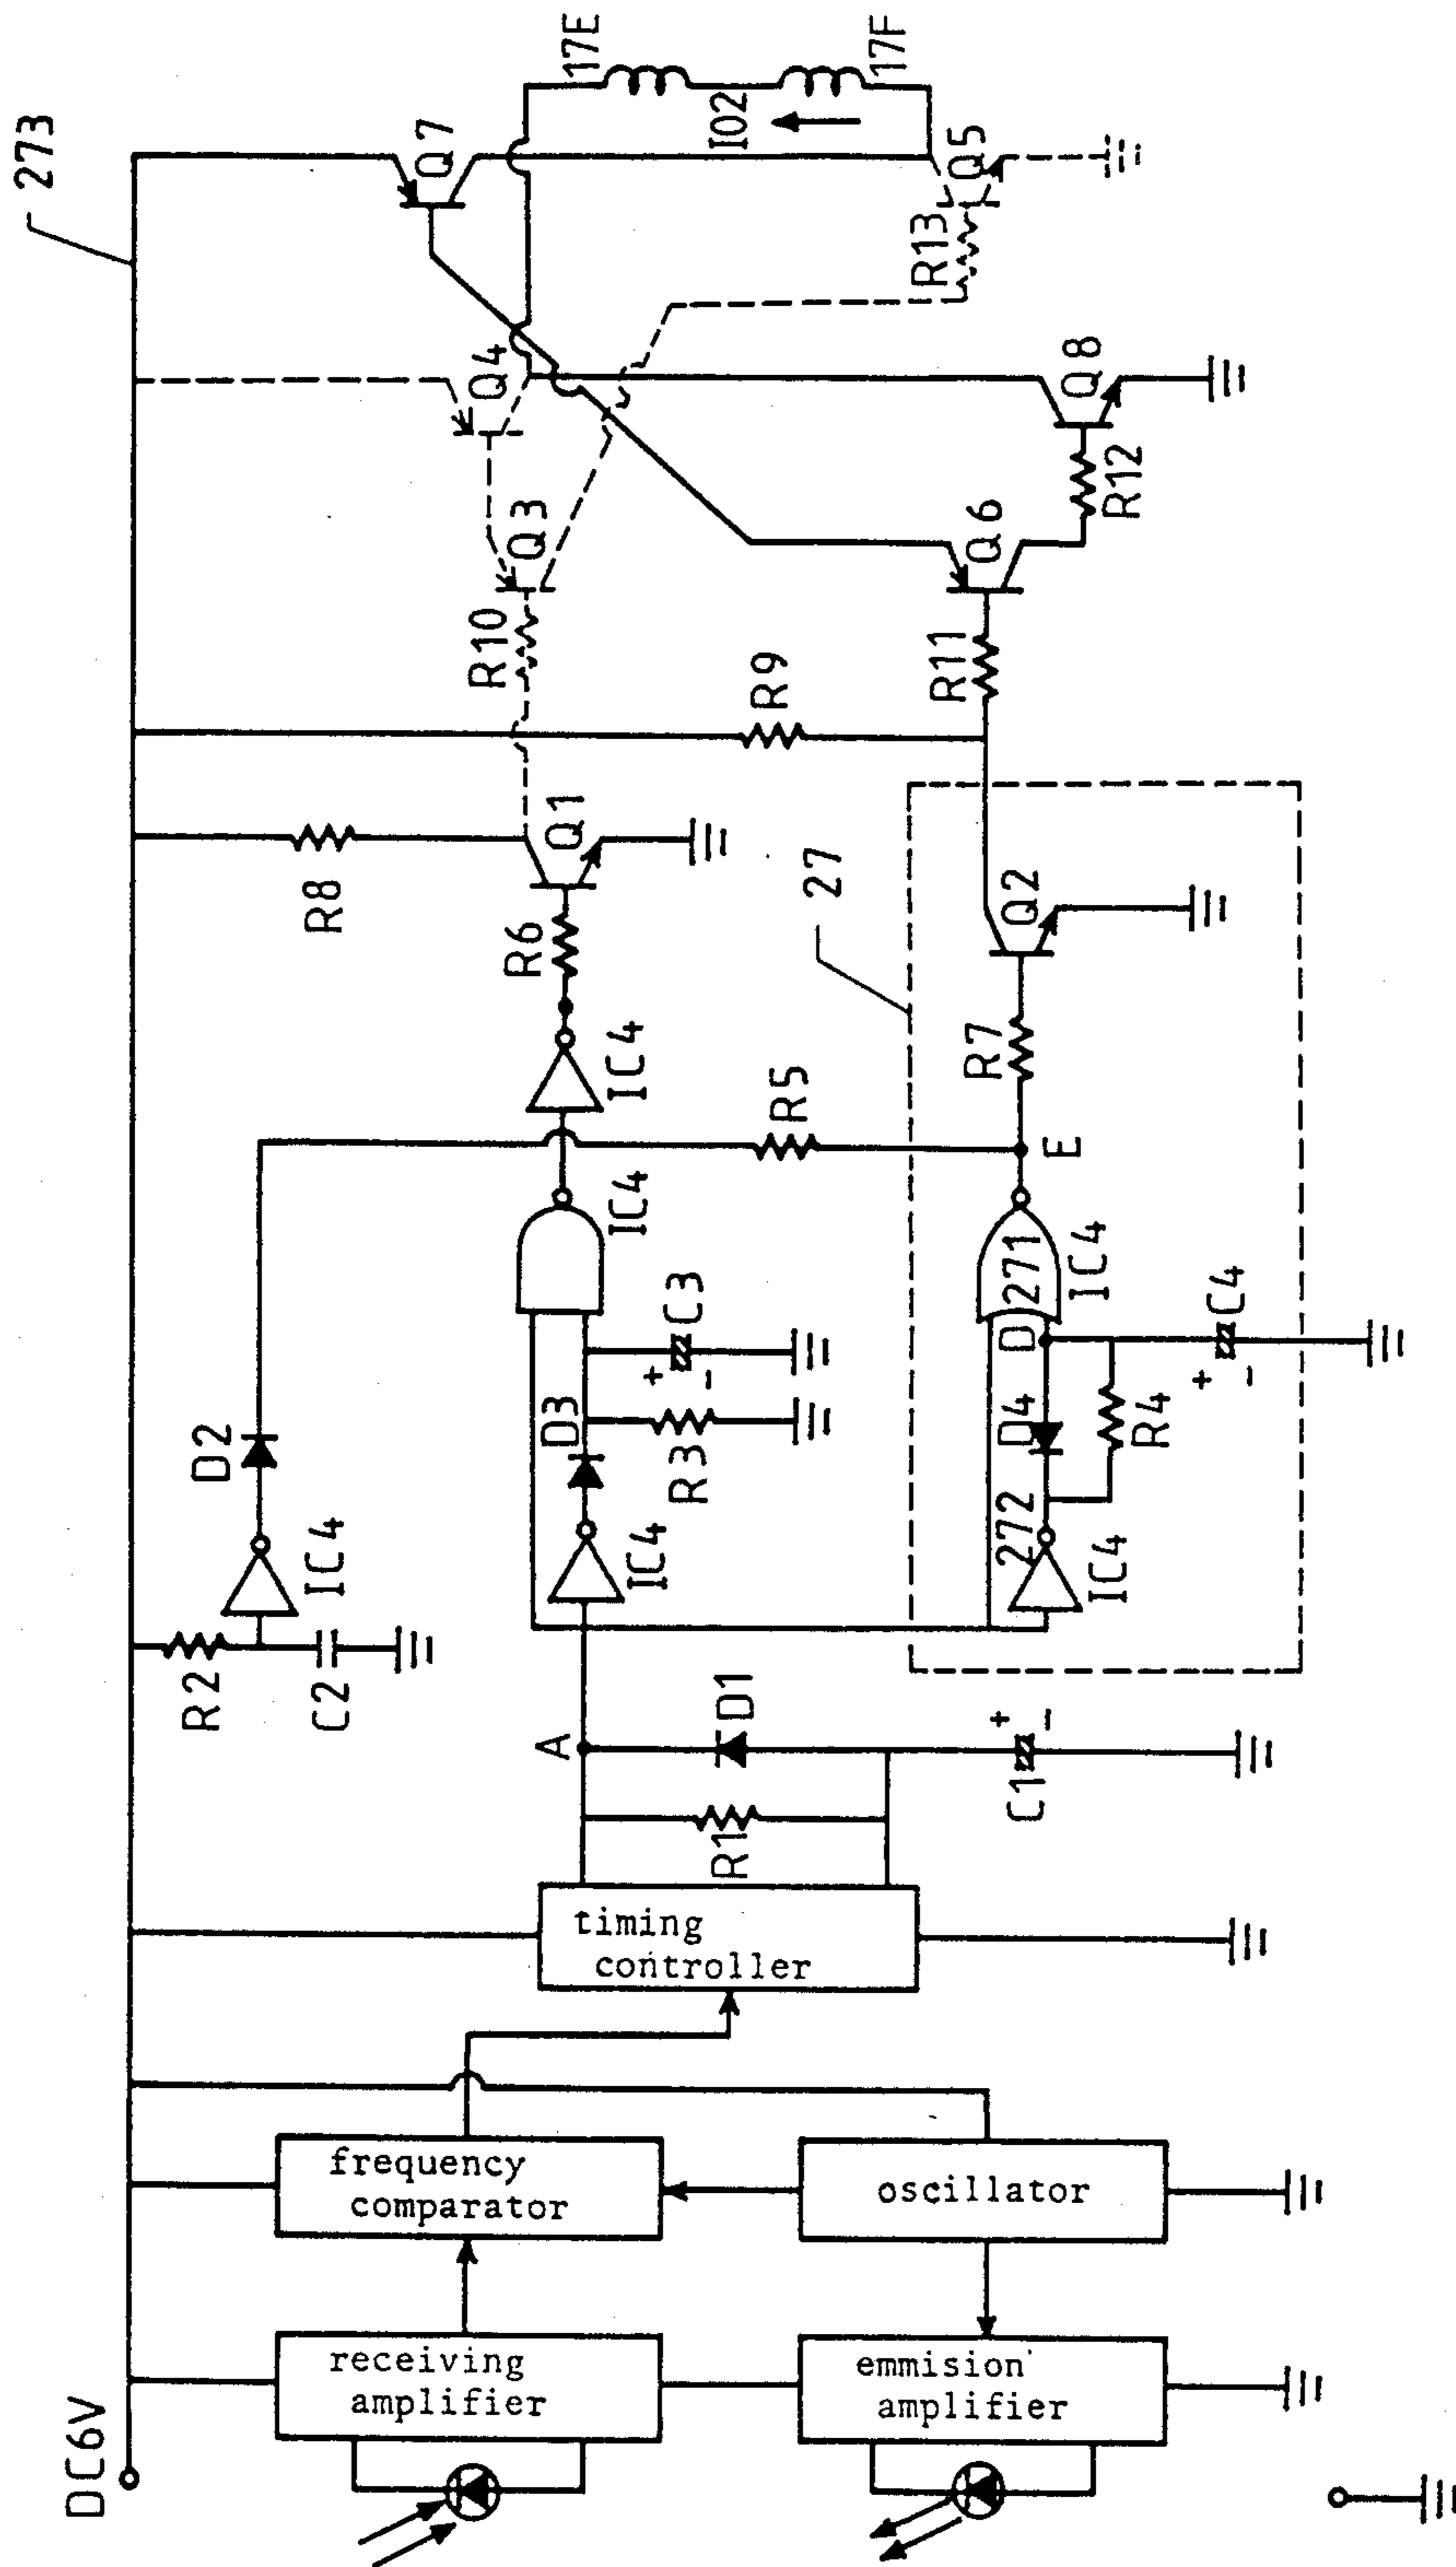 DC6V
273
receiving
amplifier
emmision
amplifier
frequency
comparator
oscillator
timing
controller
A
R1
D1
C1
+
-
R2
C2
IC4
D2
IC4
D3
R3
C3
+
-
IC4
IC4
R6
Q1
R8
272
IC4
D4
R4
D
271
IC4
C4
+
-
E
R5
R7
Q2
27
R9
R10
Q3
Q4
R11
Q6
R12
Q8
Q7
R13
Q5
I02
17E
17F